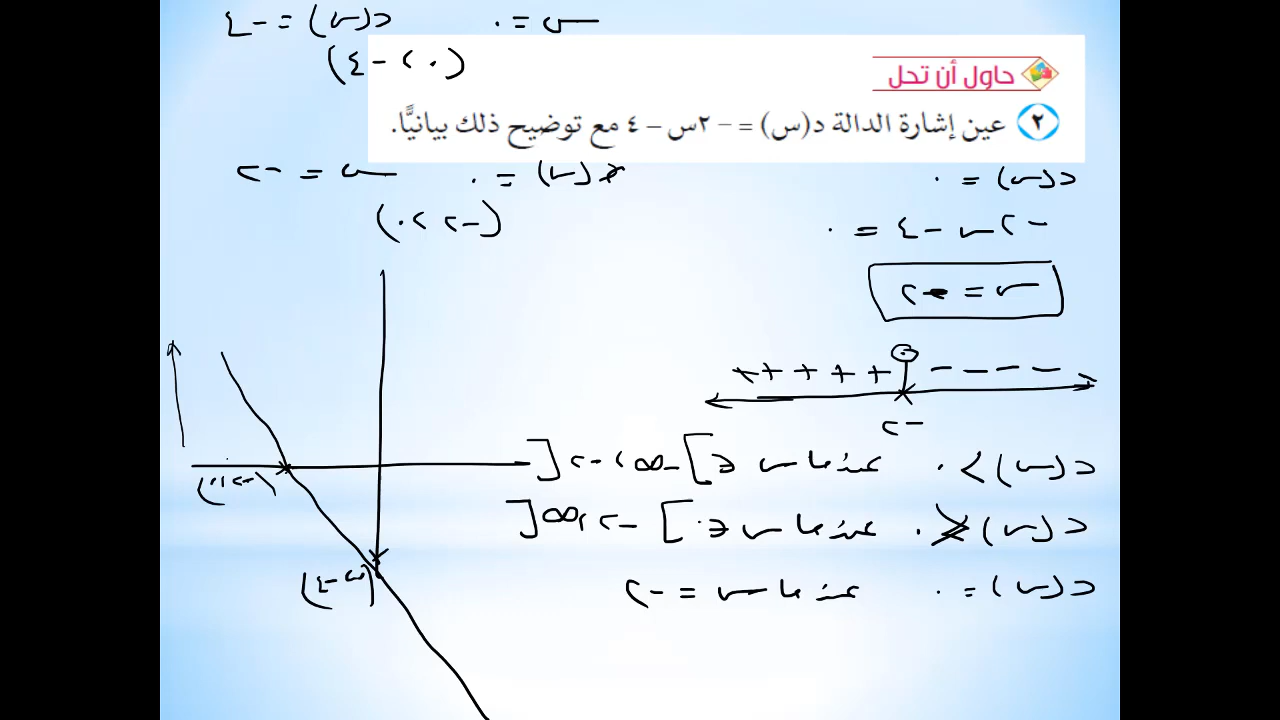 س = ٠ د(س) = -٤
(٠ ، -٤)
حاول أن تحل
٢ عين إشارة الدالة د(س) = -٢س - ٤ مع توضيح ذلك بيانيًّا.
د(س) = ٠
-٢س -٤ = ٠
س = -٢
د(س) = ٠ س = -٢
(-٢ ، ٠)
+ + + + + - - - -
-٢
د(س) > ٠ عندما س ∈ ]-∞ ، -٢[
د(س) < ٠ عندما س ∈ ]-٢ ، ∞[
د(س) = ٠ عندما س = -٢
(-٢، ٠)
(٠، -٤)